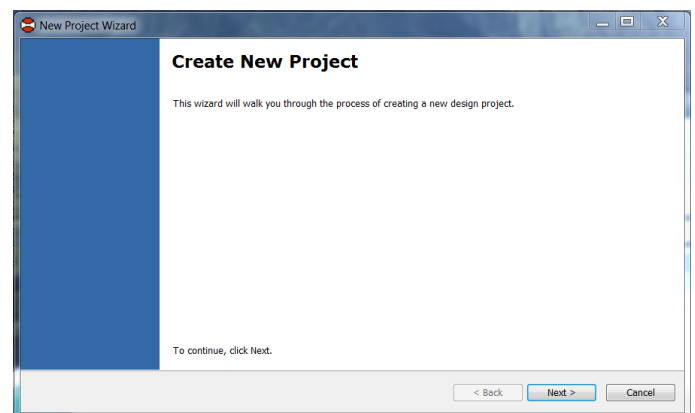 New Project Wizard
Create New Project
This wizard will walk you through the process of creating a new design project.
To continue, click Next.
< Back
Next >
Cancel